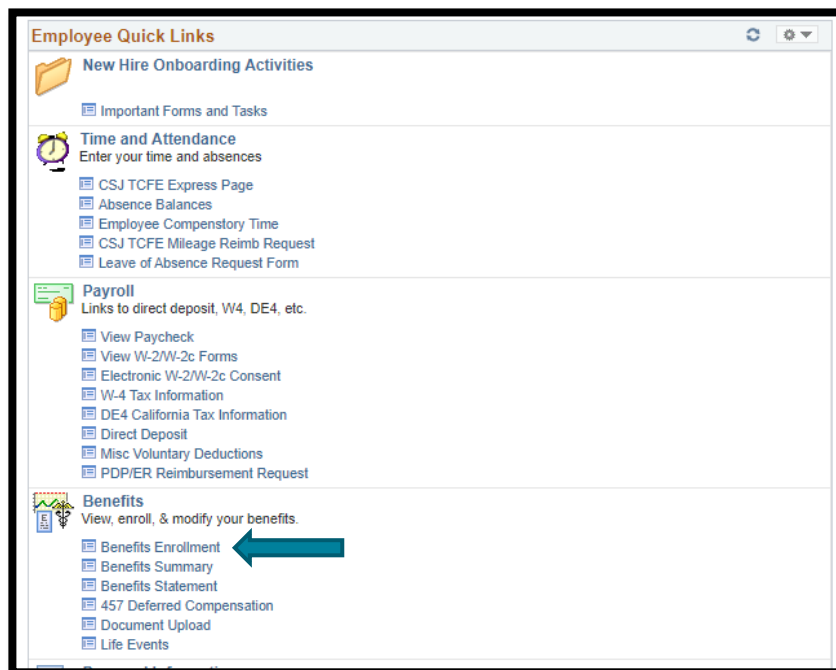 Employee Quick Links
New Hire Onboarding Activities
Important Forms and Tasks
Time and Attendance
Enter your time and absences
CSJ TCFE Express Page
Absence Balances
Employee Compenstory Time
CSJ TCFE Mileage Reimb Request
Leave of Absence Request Form
Payroll
Links to direct deposit, W4, DE4, etc.
View Paycheck
View W-2/W-2c Forms
Electronic W-2/W-2c Consent
W-4 Tax Information
DE4 California Tax Information
Direct Deposit
Misc Voluntary Deductions
PDP/ER Reimbursement Request
Benefits
View, enroll, & modify your benefits.
Benefits Enrollment
Benefits Summary
Benefits Statement
457 Deferred Compensation
Document Upload
Life Events